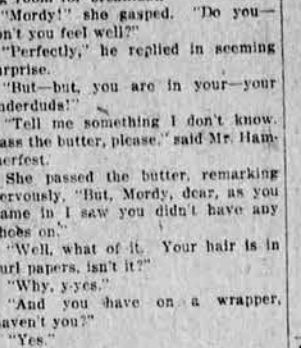 "Mordy!" she gasped. "Do you—
on't you feel well?"
"Perfectly," he replied in seeming
urprise.
"But—but, you are in your—your
nderduds!"
"Tell me something I don't know.
ass the butter, please," said Mr. Ham-
erfest.
She passed the butter, remarking
ervously, "But, Mordy, dear, as you
ame in I saw you didn't have any
hoes on."
"Well, what of it. Your hair is in
url papers, isn't it?"
"Why, y-yes."
"And you have on a wrapper,
aven't you?"
"Yes."